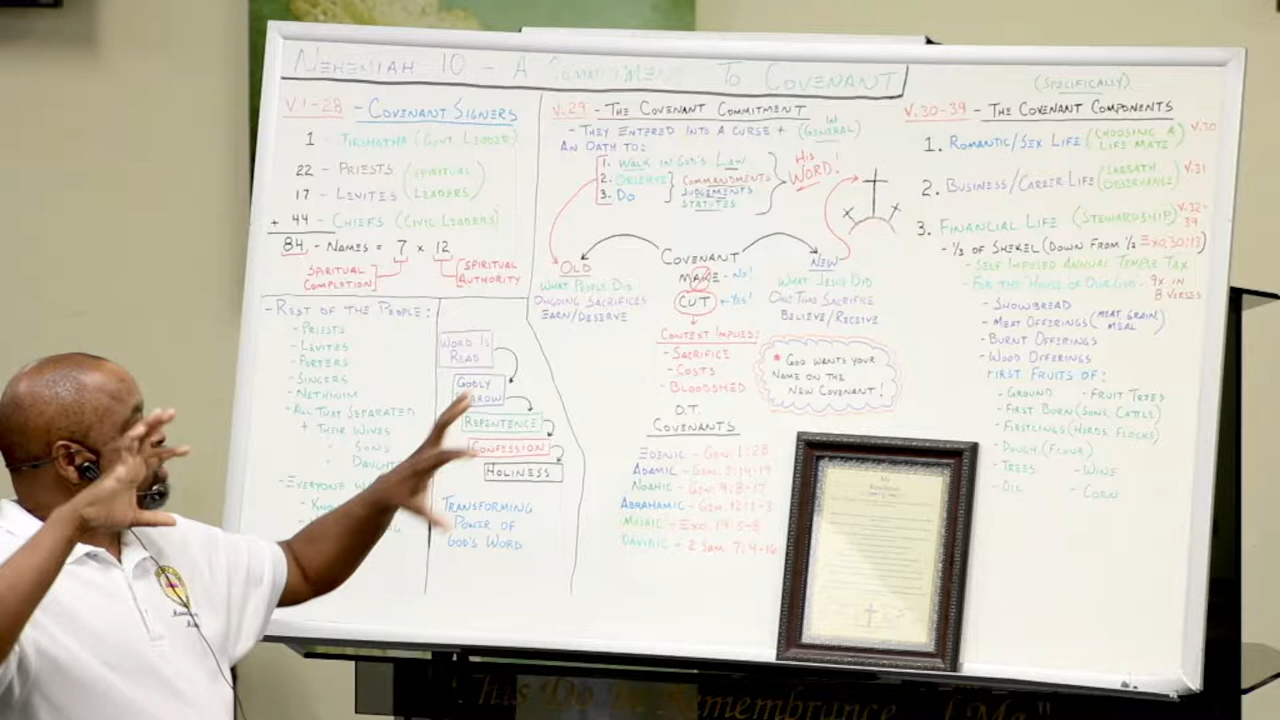 NEHEMIAH 10 - A COMMITMENT TO COVENANT
V.1-28 - COVENANT SIGNERS
1 - TIRSHATHA (GOVT. LEADER)
22 - PRIESTS (SPIRITUAL
17 - LEVITES LEADERS)
+ 44 - CHIEFS (CIVIL LEADERS)
84 - NAMES = 7 x 12
SPIRITUAL COMPLETION
SPIRITUAL AUTHORITY
- REST OF THE PEOPLE:
- PRIESTS
- LEVITES
- PORTERS
- SINGERS
- NETHINIM
- ALL THAT SEPARATED
+ THEIR WIVES
" SONS
" DAUGHT
- EVERYONE W
- KN
WORD IS
READ
GODLY
REPENTENCE
CONFESSION
HOLINESS
TRANSFORMING
POWER OF
GOD'S WORD
V.29 - THE COVENANT COMMITMENT
- THEY ENTERED INTO A CURSE + (IN GENERAL)
AN OATH TO:
1. WALK IN GOD'S LAW
2. OBSERVE COMMANDMENTS
3. DO JUDGEMENTS
STATUTES
HIS
WORD!
COVENANT
MAKE - NO!
CUT - YES!
OLD
WHAT PEOPLE DID
ONGOING SACRIFICES
EARN/DESERVE
NEW
WHAT JESUS DID
ONE TIME SACRIFICE
BELIEVE/RECEIVE
CONTEXT IMPLIES:
- SACRIFICE
- COSTS
- BLOODSHED
* GOD WANTS YOUR
NAME ON THE
NEW COVENANT!
O.T.
COVENANTS
EDENIC - GEN. 1:28
ADAMIC - GEN. 3:14-19
NOAHIC - GEN. 9:8-17
ABRAHAMIC - GEN. 12:1-3
MOSAIC - EXO. 19:5-8
DAVIDIC - 2 SAM. 7:4-16
(SPECIFICALLY)
V.30-39 - THE COVENANT COMPONENTS
1. ROMANTIC/SEX LIFE (CHOOSING A LIFE MATE) V.30
2. BUSINESS/CAREER LIFE (SABBATH OBSERVANCE) V.31
3. FINANCIAL LIFE (STEWARDSHIP) V.32-39
- 1/3 OF SHEKEL (DOWN FROM 1/2 EXO. 30:13)
- SELF IMPOSED ANNUAL TEMPLE TAX
- FOR THE HOUSE OF OUR GOD - 9X IN
8 VERSES
- SHOWBREAD
- MEAT OFFERINGS (MEAT GRAIN MEAL)
- BURNT OFFERINGS
- WOOD OFFERINGS
FIRST FRUITS OF:
- GROUND - FRUIT TREES
- FIRST BORN (SONS, CATTLE)
- FIRSTLINGS (HERDS, FLOCKS)
- DOUGH (FLOUR)
- TREES - WINE
- OIL - CORN
This Do In Remembrance of Me"